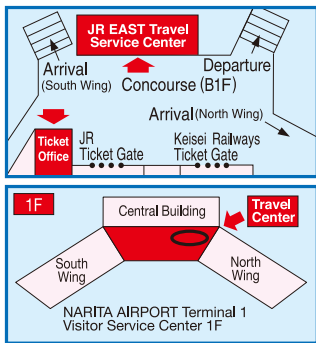 JR EAST Travel
Service Center
Arrival
(South Wing)
Departure
Concourse (B1F)
Arrival(North Wing)
Ticket
Office
JR
Ticket Gate
Keisei Railways
Ticket Gate
1F
Central Building
Travel
Center
South
Wing
North
Wing
NARITA AIRPORT Terminal 1
Visitor Service Center 1F